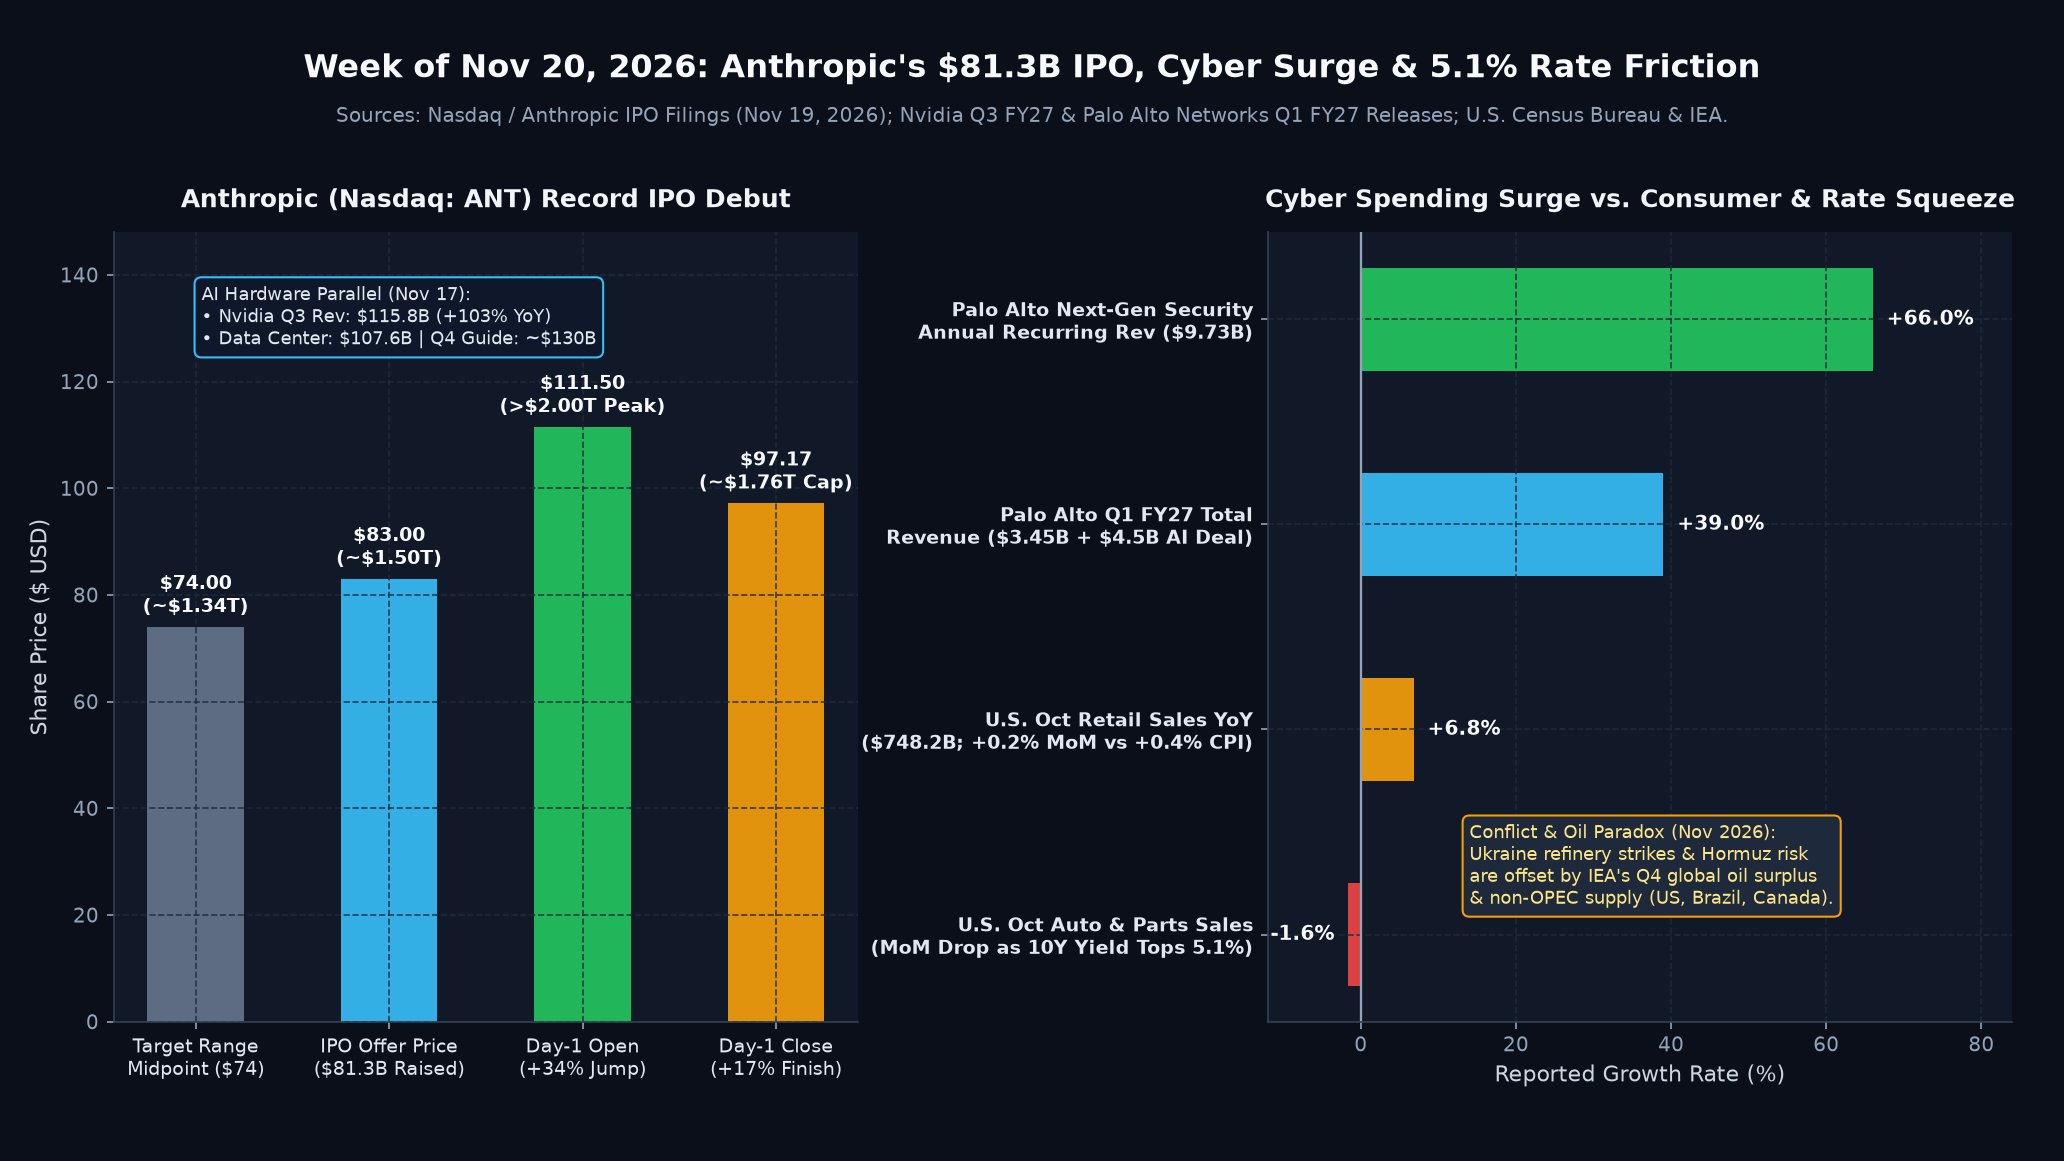 Week of Nov 20, 2026: Anthropic's $81.3B IPO, Cyber Surge & 5.1% Rate Friction
Sources: Nasdaq / Anthropic IPO Filings (Nov 19, 2026); Nvidia Q3 FY27 & Palo Alto Networks Q1 FY27 Releases; U.S. Census Bureau & IEA.
Anthropic (Nasdaq: ANT) Record IPO Debut
Share Price ($ USD)
140
120
100
80
60
40
20
0
AI Hardware Parallel (Nov 17):
• Nvidia Q3 Rev: $115.8B (+103% YoY)
• Data Center: $107.6B | Q4 Guide: ~$130B
$74.00
(~$1.34T)
$83.00
(~$1.50T)
$111.50
(>$2.00T Peak)
$97.17
(~$1.76T Cap)
Target Range
Midpoint ($74)
IPO Offer Price
($81.3B Raised)
Day-1 Open
(+34% Jump)
Day-1 Close
(+17% Finish)
Cyber Spending Surge vs. Consumer & Rate Squeeze
Palo Alto Next-Gen Security
Annual Recurring Rev ($9.73B)
+66.0%
Palo Alto Q1 FY27 Total
Revenue ($3.45B + $4.5B AI Deal)
+39.0%
U.S. Oct Retail Sales YoY
($748.2B; +0.2% MoM vs +0.4% CPI)
+6.8%
Conflict & Oil Paradox (Nov 2026):
Ukraine refinery strikes & Hormuz risk
are offset by IEA's Q4 global oil surplus
& non-OPEC supply (US, Brazil, Canada).
U.S. Oct Auto & Parts Sales
(MoM Drop as 10Y Yield Tops 5.1%)
-1.6%
0
20
40
60
80
Reported Growth Rate (%)